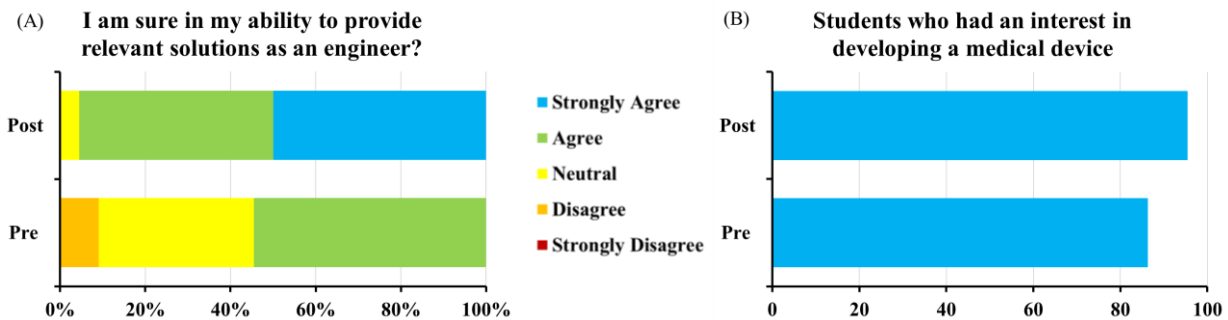 (A)
I am sure in my ability to provide
relevant solutions as an engineer?
Post
Pre
0% 20% 40% 60% 80% 100%
Strongly Agree
Agree
Neutral
Disagree
Strongly Disagree
(B)
Students who had an interest in
developing a medical device
Post
Pre
0 20 40 60 80 100